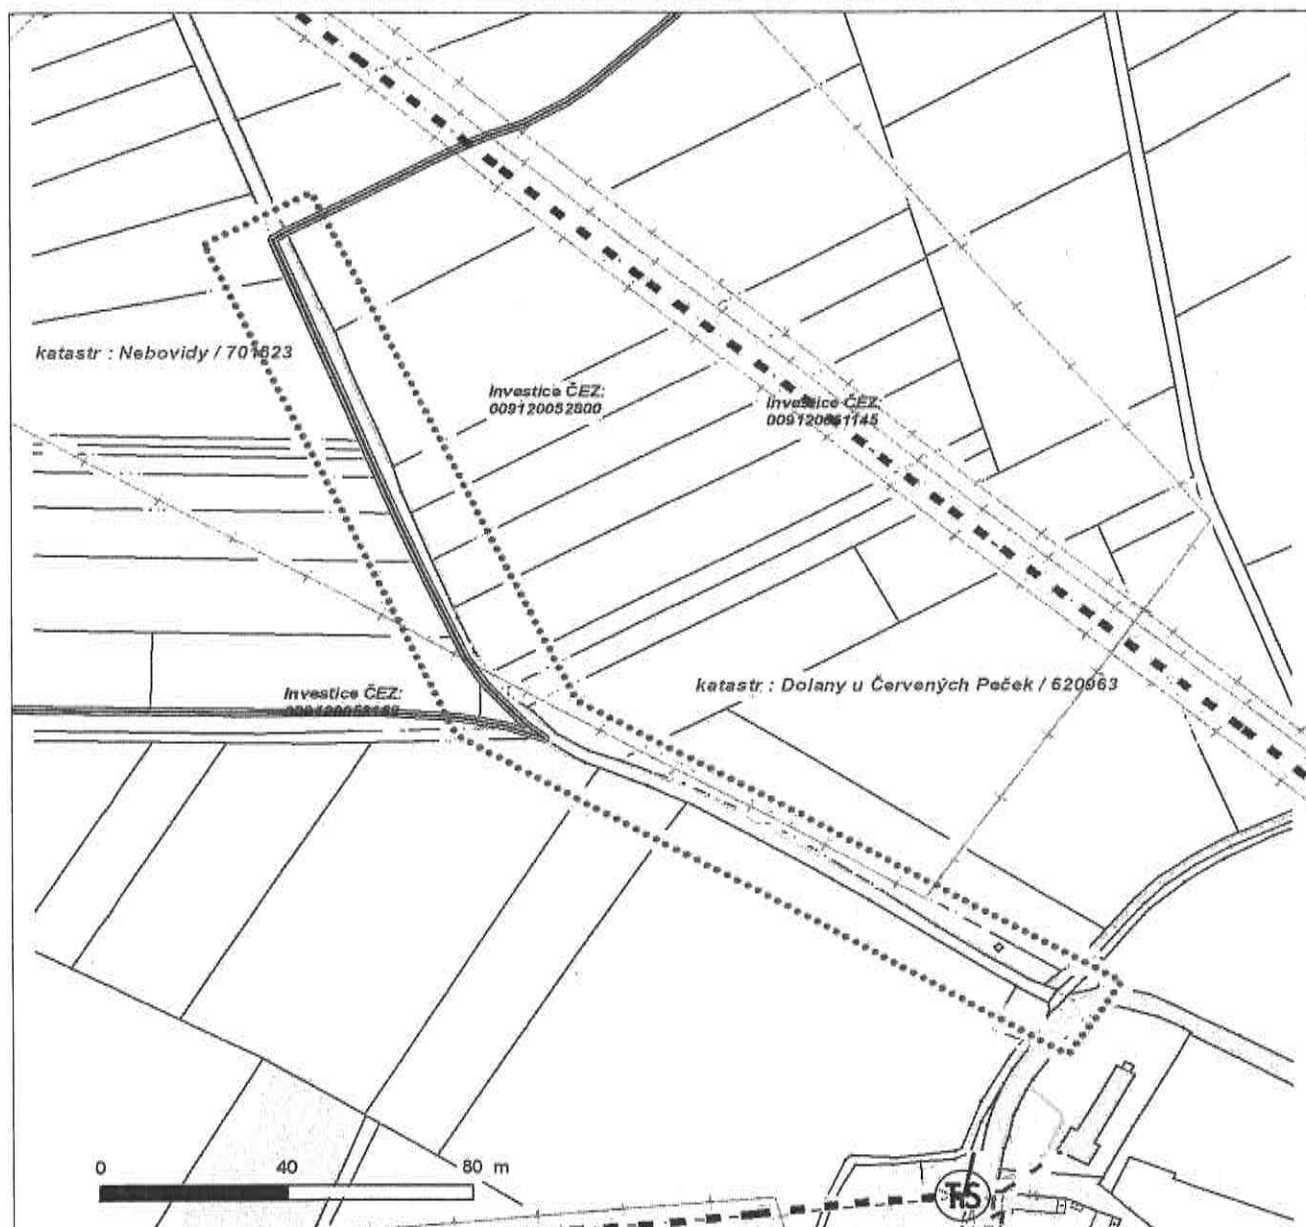 katastr : Nebovidy / 701623
Investice ČEZ:
009120052800
Investice ČEZ:
009120061145
Investice ČEZ:
katastr : Dolany u Červených Peček / 620963
0 40 80 m
TS